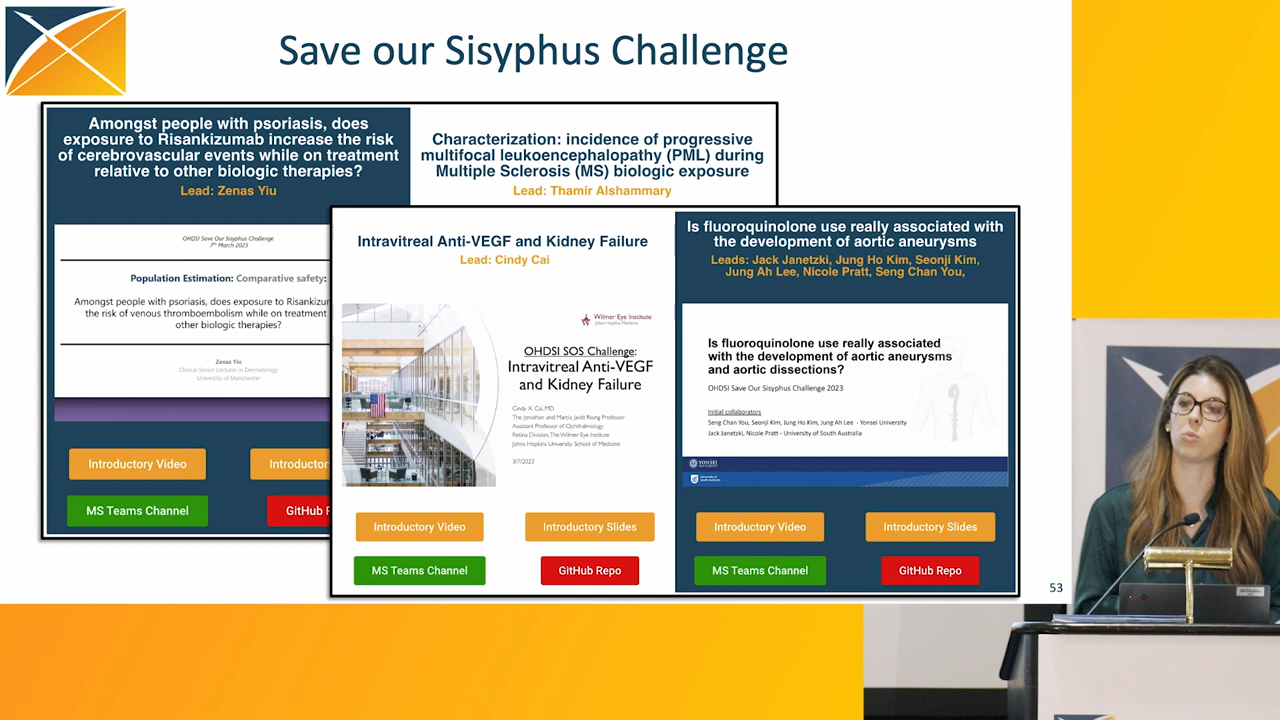 Save our Sisyphus Challenge
Amongst people with psoriasis, does
exposure to Risankizumab increase the risk
of cerebrovascular events while on treatment
relative to other biologic therapies?
Lead: Zenas Yiu
OHDSI Save Our Sisyphus Challenge
7th March 2023
Population Estimation: Comparative safety:
Amongst people with psoriasis, does exposure to Risankizum
the risk of venous thromboembolism while on treatment
other biologic therapies?
Zenas Yiu
Clinical Senior Lecturer in Dermatology
University of Manchester
Introductory Video
Introductor
MS Teams Channel
GitHub R
Characterization: incidence of progressive
multifocal leukoencephalopathy (PML) during
Multiple Sclerosis (MS) biologic exposure
Lead: Thamir Alshammary
Intravitreal Anti-VEGF and Kidney Failure
Lead: Cindy Cai
Wilmer Eye Institute
Johns Hopkins Medicine
OHDSI SOS Challenge:
Intravitreal Anti-VEGF
and Kidney Failure
Cindy X. Cai, MD
The Jonathan and Marcia Javitt Rising Professor
Assistant Professor of Ophthalmology
Retina Division, The Wilmer Eye Institute
Johns Hopkins University School of Medicine
3/7/2023
Introductory Video
Introductory Slides
MS Teams Channel
GitHub Repo
Is fluoroquinolone use really associated with
the development of aortic aneurysms
Leads: Jack Janetzki, Jung Ho Kim, Seonji Kim,
Jung Ah Lee, Nicole Pratt, Seng Chan You,
Is fluoroquinolone use really associated
with the development of aortic aneurysms
and aortic dissections?
OHDSI Save Our Sisyphus Challenge 2023
Initial collaborators
Seng Chan You, Seonji Kim, Jung Ho Kim, Jung Ah Lee - Yonsei University
Jack Janetzki, Nicole Pratt - University of South Australia
YONSEI
UNIVERSITY
University of
South Australia
Introductory Video
Introductory Slides
MS Teams Channel
GitHub Repo
53